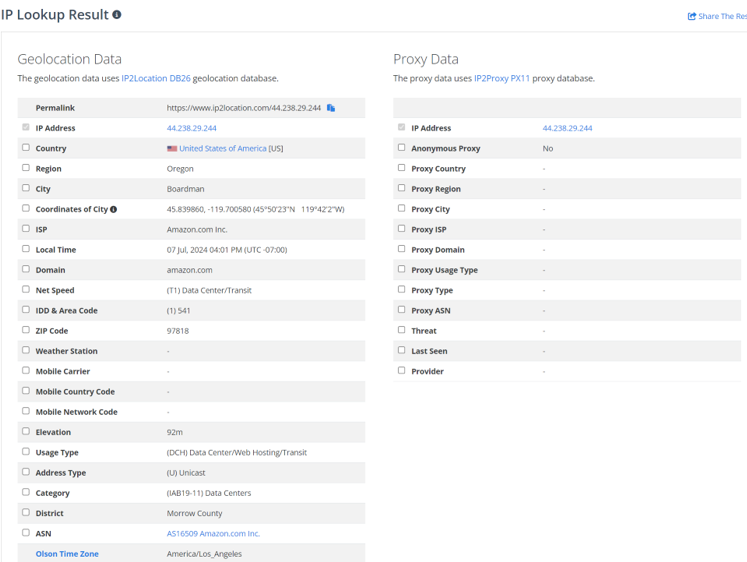 IP Lookup Result
Share The Res
Geolocation Data
The geolocation data uses IP2Location DB26 geolocation database.
Permalink https://www.ip2location.com/44.238.29.244
IP Address 44.238.29.244
Country United States of America [US]
Region Oregon
City Boardman
Coordinates of City 45.839860, -119.700580 (45°50'23"N 119°42'2"W)
ISP Amazon.com Inc.
Local Time 07 Jul, 2024 04:01 PM (UTC -07:00)
Domain amazon.com
Net Speed (T1) Data Center/Transit
IDD & Area Code (1) 541
ZIP Code 97818
Weather Station -
Mobile Carrier -
Mobile Country Code -
Mobile Network Code -
Elevation 92m
Usage Type (DCH) Data Center/Web Hosting/Transit
Address Type (U) Unicast
Category (IAB19-11) Data Centers
District Morrow County
ASN AS16509 Amazon.com Inc.
Olson Time Zone America/Los_Angeles
Proxy Data
The proxy data uses IP2Proxy PX11 proxy database.
IP Address 44.238.29.244
Anonymous Proxy No
Proxy Country -
Proxy Region -
Proxy City -
Proxy ISP -
Proxy Domain -
Proxy Usage Type -
Proxy Type -
Proxy ASN -
Threat -
Last Seen -
Provider -